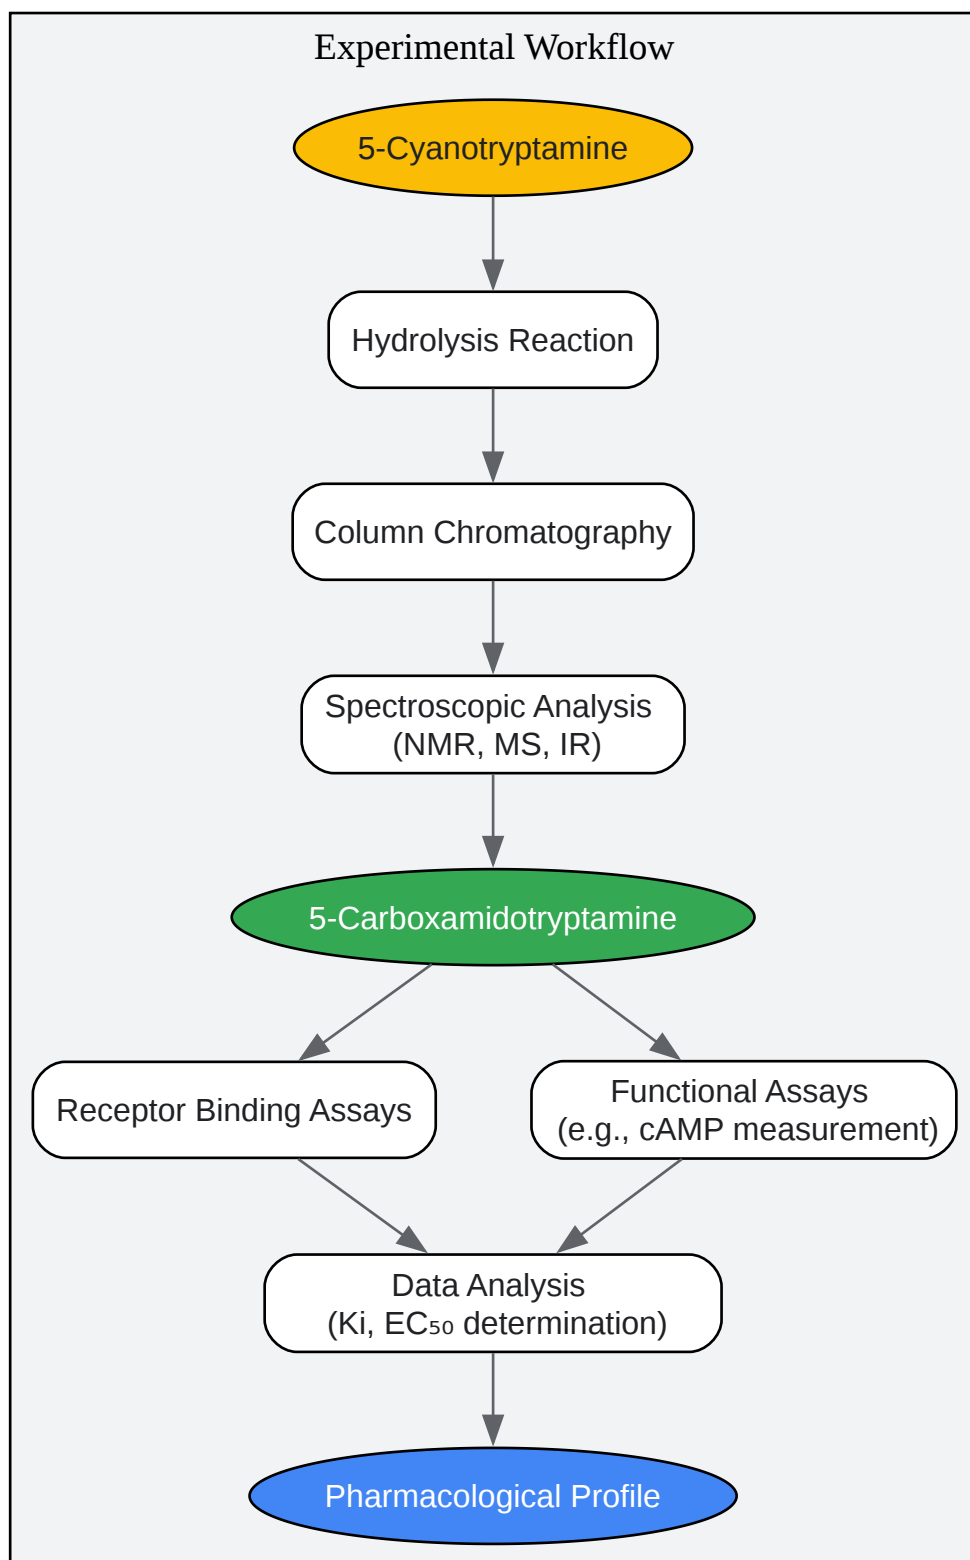 Experimental Workflow
5-Cyanotryptamine
Hydrolysis Reaction
Column Chromatography
Spectroscopic Analysis
(NMR, MS, IR)
5-Carboxamidotryptamine
Receptor Binding Assays
Functional Assays
(e.g., cAMP measurement)
Data Analysis
(Ki, EC₅₀ determination)
Pharmacological Profile